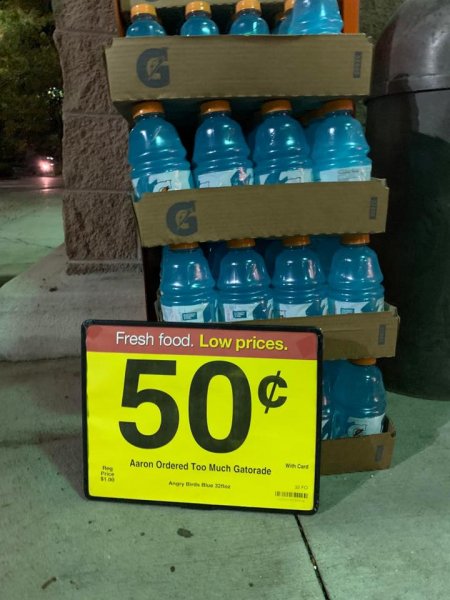 G
G
Fresh food. Low prices.
50¢
Aaron Ordered Too Much Gatorade
With Card
Reg
Price
$1.00
Angry Birds Blue 32floz